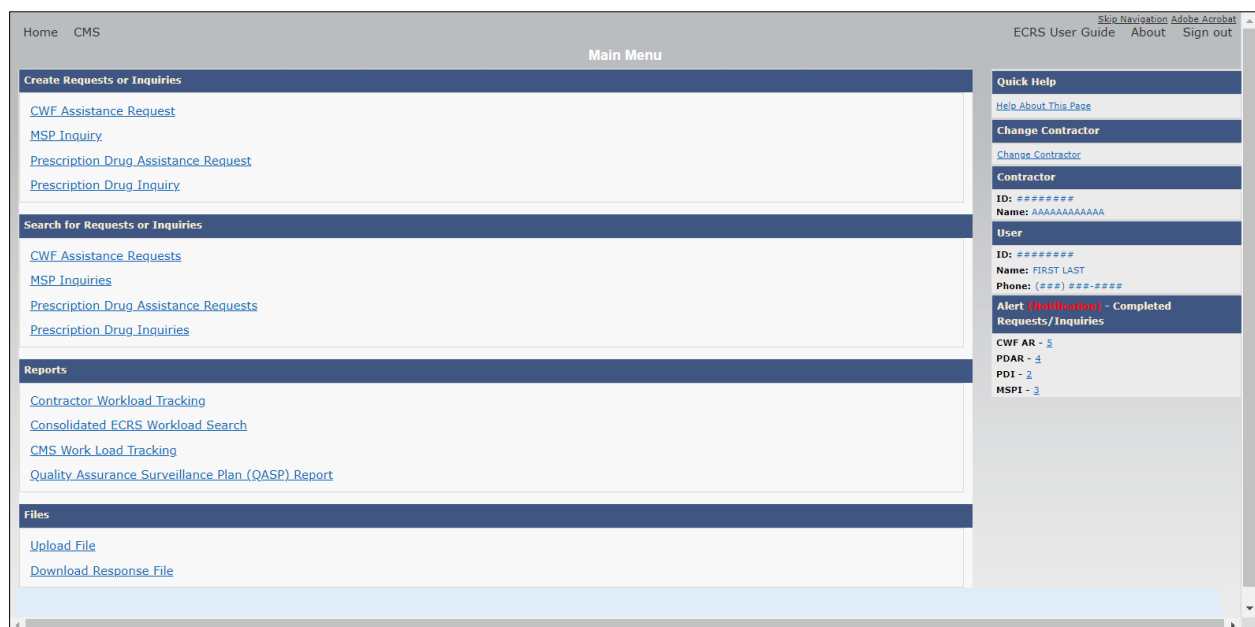 Skip Navigation Adobe Acrobat
Home CMS
ECRS User Guide About Sign out
Main Menu
Create Requests or Inquiries
CWF Assistance Request
MSP Inquiry
Prescription Drug Assistance Request
Prescription Drug Inquiry
Search for Requests or Inquiries
CWF Assistance Requests
MSP Inquiries
Prescription Drug Assistance Requests
Prescription Drug Inquiries
Reports
Contractor Workload Tracking
Consolidated ECRS Workload Search
CMS Work Load Tracking
Quality Assurance Surveillance Plan (QASP) Report
Files
Upload File
Download Response File
Quick Help
Help About This Page
Change Contractor
Change Contractor
Contractor
ID: ########
Name: AAAAAAAAAAAA
User
ID: ########
Name: FIRST LAST
Phone: (###) ###-####
Alert (Notification) - Completed
Requests/Inquiries
CWF AR - 5
PDAR - 4
PDI - 2
MSPI - 3